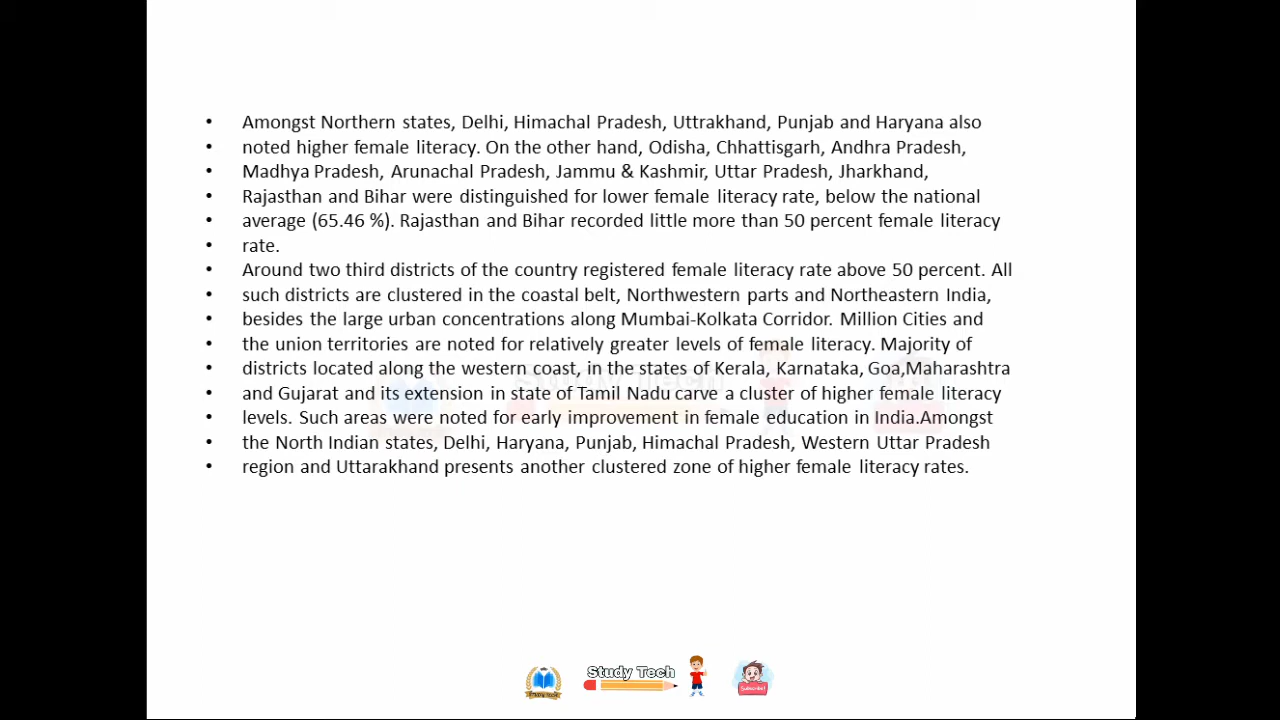 • Amongst Northern states, Delhi, Himachal Pradesh, Uttrakhand, Punjab and Haryana also
• noted higher female literacy. On the other hand, Odisha, Chhattisgarh, Andhra Pradesh,
• Madhya Pradesh, Arunachal Pradesh, Jammu & Kashmir, Uttar Pradesh, Jharkhand,
• Rajasthan and Bihar were distinguished for lower female literacy rate, below the national
• average (65.46 %). Rajasthan and Bihar recorded little more than 50 percent female literacy
• rate.
• Around two third districts of the country registered female literacy rate above 50 percent. All
• such districts are clustered in the coastal belt, Northwestern parts and Northeastern India,
• besides the large urban concentrations along Mumbai-Kolkata Corridor. Million Cities and
• the union territories are noted for relatively greater levels of female literacy. Majority of
• districts located along the western coast, in the states of Kerala, Karnataka, Goa,Maharashtra
• and Gujarat and its extension in state of Tamil Nadu carve a cluster of higher female literacy
• levels. Such areas were noted for early improvement in female education in India.Amongst
• the North Indian states, Delhi, Haryana, Punjab, Himachal Pradesh, Western Uttar Pradesh
• region and Uttarakhand presents another clustered zone of higher female literacy rates.
Study Tech
Subscribe!